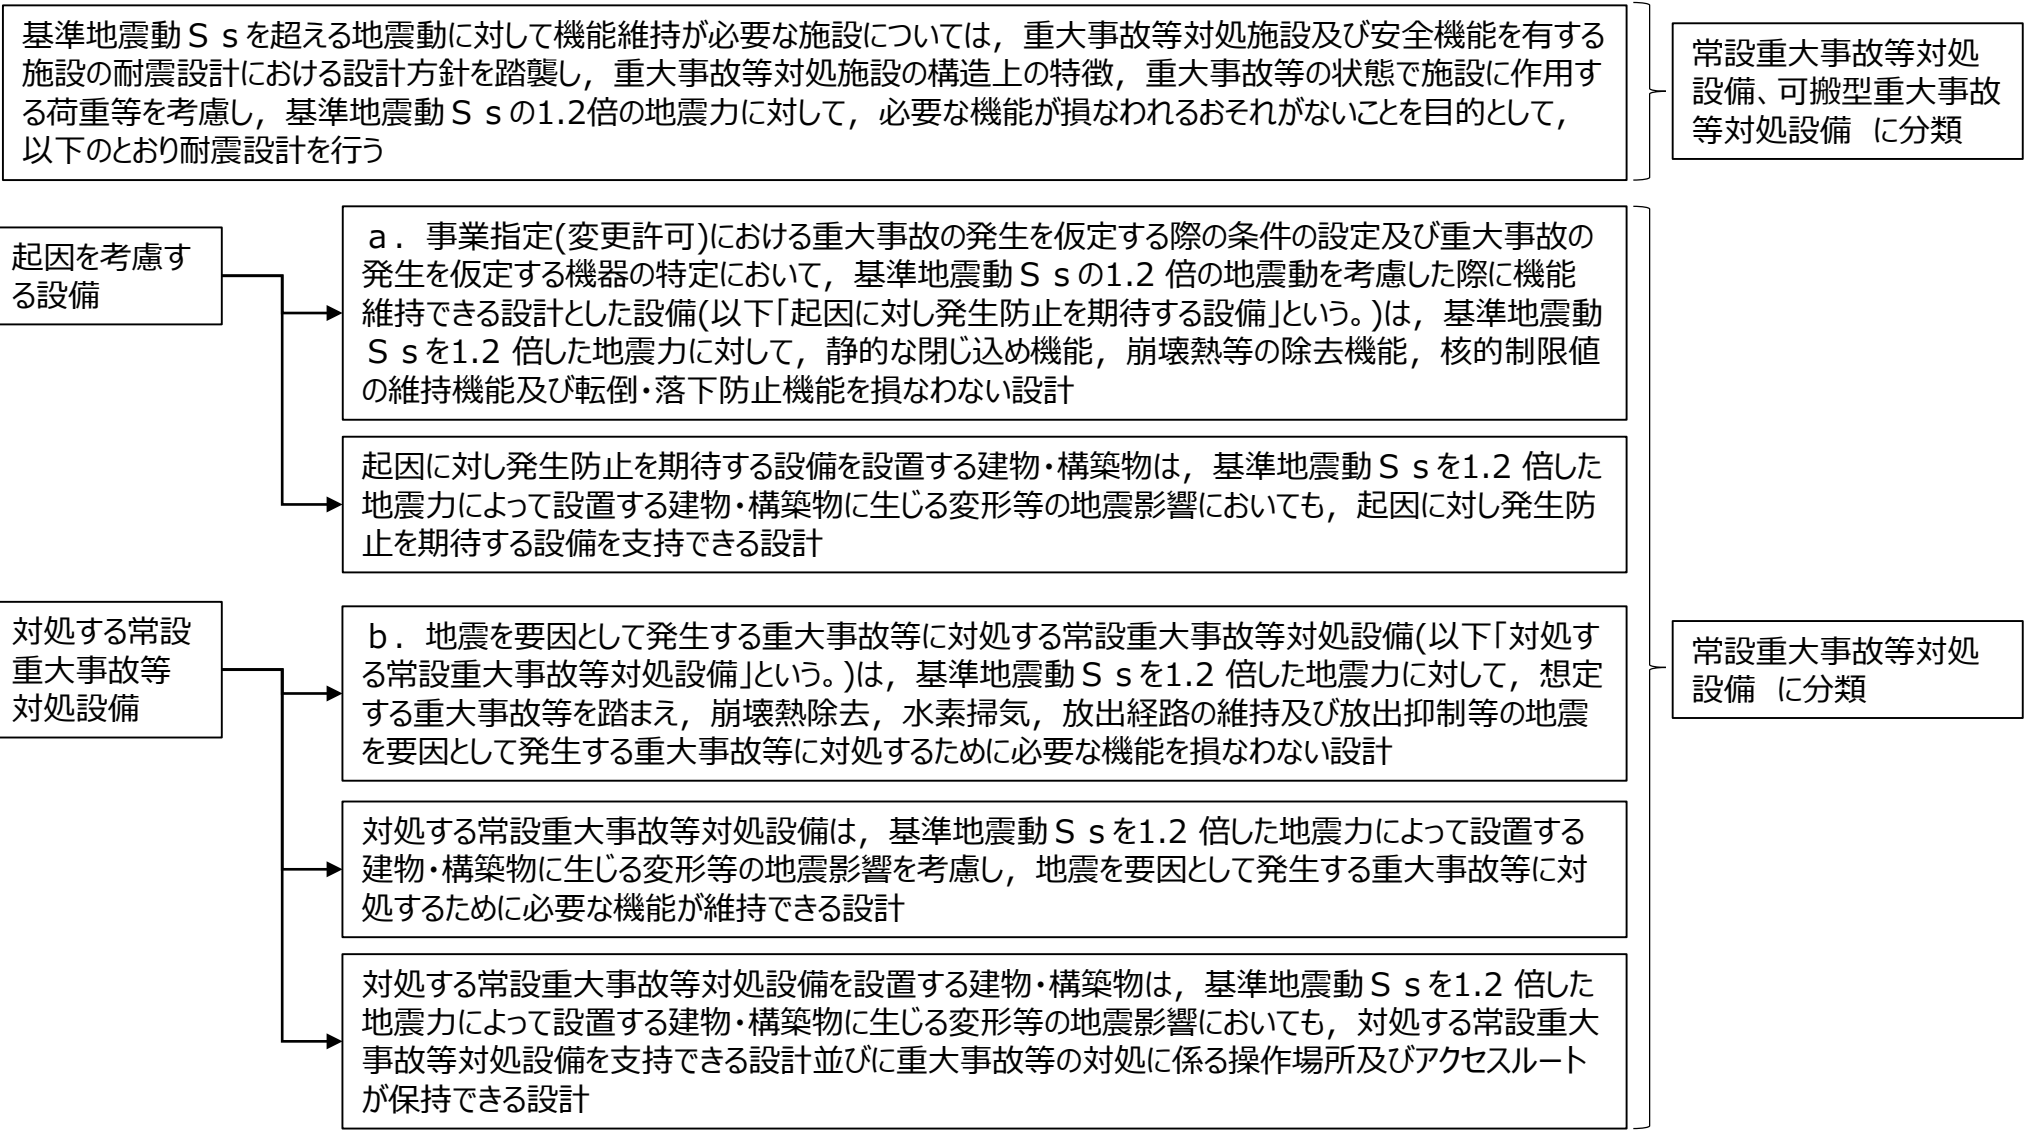 基準地震動Ｓｓを超える地震動に対して機能維持が必要な施設については，重大事故等対処施設及び安全機能を有する
施設の耐震設計における設計方針を踏襲し，重大事故等対処施設の構造上の特徴，重大事故等の状態で施設に作用す
る荷重等を考慮し，基準地震動Ｓｓの1.2倍の地震力に対して，必要な機能が損なわれるおそれがないことを目的として，
以下のとおり耐震設計を行う
常設重大事故等対処
設備、可搬型重大事故
等対処設備　に分類
起因を考慮す
る設備
ａ．事業指定(変更許可)における重大事故の発生を仮定する際の条件の設定及び重大事故の
発生を仮定する機器の特定において，基準地震動Ｓｓの1.2 倍の地震動を考慮した際に機能
維持できる設計とした設備(以下「起因に対し発生防止を期待する設備」という。)は，基準地震動
Ｓｓを1.2 倍した地震力に対して，静的な閉じ込め機能，崩壊熱等の除去機能，核的制限値
の維持機能及び転倒・落下防止機能を損なわない設計
起因に対し発生防止を期待する設備を設置する建物・構築物は，基準地震動Ｓｓを1.2 倍した
地震力によって設置する建物・構築物に生じる変形等の地震影響においても，起因に対し発生防
止を期待する設備を支持できる設計
対処する常設
重大事故等
対処設備
ｂ．地震を要因として発生する重大事故等に対処する常設重大事故等対処設備(以下「対処す
る常設重大事故等対処設備」という。)は，基準地震動Ｓｓを1.2 倍した地震力に対して，想定
する重大事故等を踏まえ，崩壊熱除去，水素掃気，放出経路の維持及び放出抑制等の地震
を要因として発生する重大事故等に対処するために必要な機能を損なわない設計
常設重大事故等対処
設備　に分類
対処する常設重大事故等対処設備は，基準地震動Ｓｓを1.2 倍した地震力によって設置する
建物・構築物に生じる変形等の地震影響を考慮し，地震を要因として発生する重大事故等に対
処するために必要な機能が維持できる設計
対処する常設重大事故等対処設備を設置する建物・構築物は，基準地震動Ｓｓを1.2 倍した
地震力によって設置する建物・構築物に生じる変形等の地震影響においても，対処する常設重大
事故等対処設備を支持できる設計並びに重大事故等の対処に係る操作場所及びアクセスルート
が保持できる設計